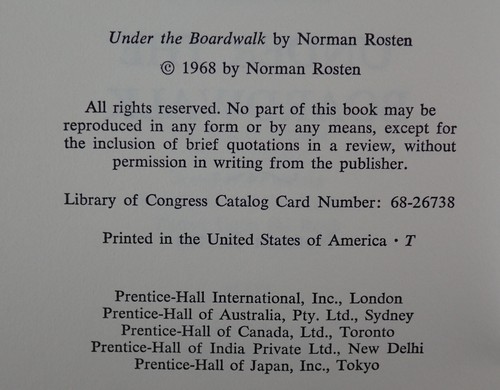 Under the Boardwalk by Norman Rosten
© 1968 by Norman Rosten
All rights reserved. No part of this book may be
reproduced in any form or by any means, except for
the inclusion of brief quotations in a review, without
permission in writing from the publisher.
Library of Congress Catalog Card Number: 68-26738
Printed in the United States of America · T
Prentice-Hall International, Inc., London
Prentice-Hall of Australia, Pty. Ltd., Sydney
Prentice-Hall of Canada, Ltd., Toronto
Prentice-Hall of India Private Ltd., New Delhi
Prentice-Hall of Japan, Inc., Tokyo